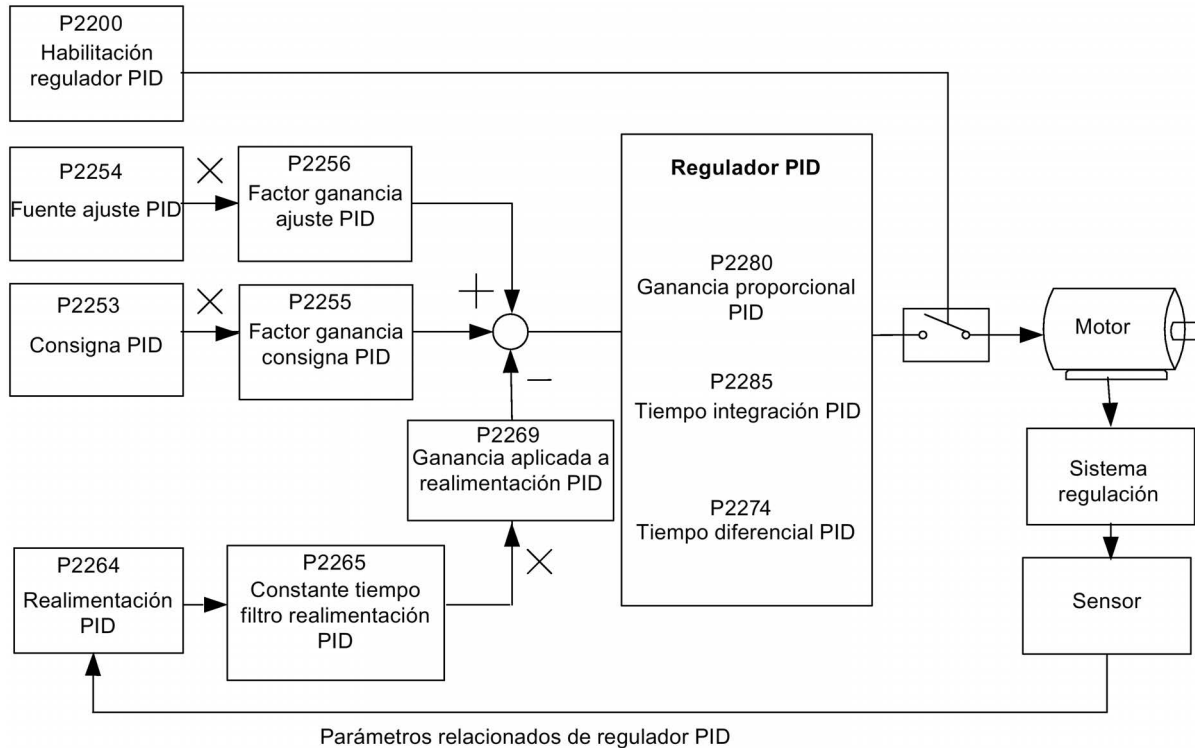 P2200
Habilitación
regulador PID
P2254
Fuente ajuste PID
P2256
Factor ganancia
ajuste PID
P2253
Consigna PID
P2255
Factor ganancia
consigna PID
P2269
Ganancia aplicada a
realimentación PID
P2264
Realimentación
PID
P2265
Constante tiempo
filtro realimentación
PID
Regulador PID
P2280
Ganancia proporcional
PID
P2285
Tiempo integración PID
P2274
Tiempo diferencial PID
Motor
Sistema
regulación
Sensor
Parámetros relacionados de regulador PID